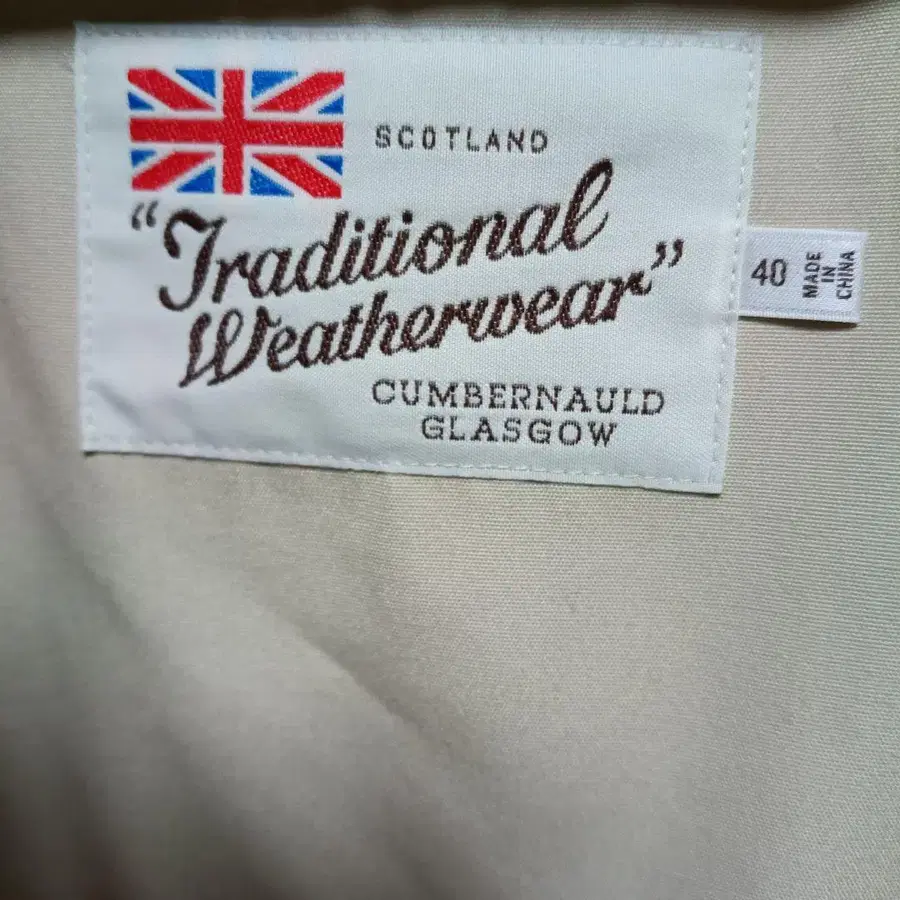 SCOTLAND
"Traditional
Weatherwear"
CUMBERNAULD
GLASGOW
40
MADE
IN
CHINA